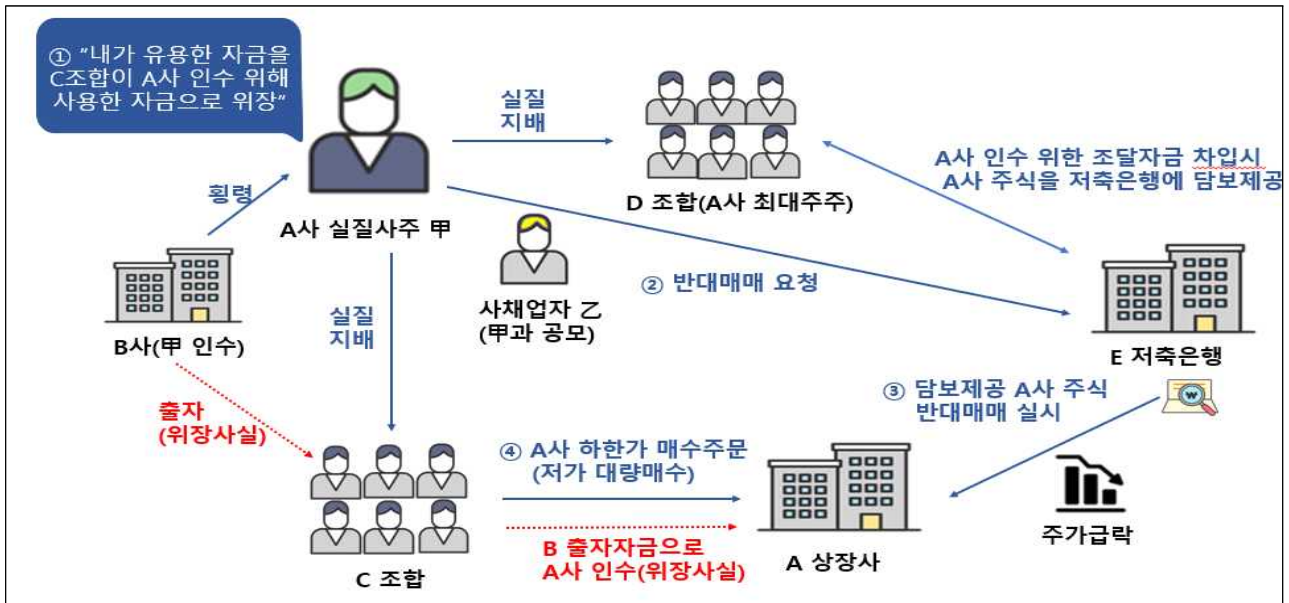 ① "내가 유용한 자금을
C조합이 A사 인수 위해
사용한 자금으로 위장"
실질
지배
횡령
A사 실질사주 甲
D 조합(A사 최대주주)
A사 인수 위한 조달자금 차입시
A사 주식을 저축은행에 담보제공
② 반대매매 요청
사채업자 乙
(甲과 공모)
실질
지배
B사(甲 인수)
E 저축은행
출자
(위장사실)
③ 담보제공 A사 주식
반대매매 실시
₩
④ A사 하한가 매수주문
(저가 대량매수)
주가급락
B 출자자금으로
A사 인수(위장사실)
C 조합
A 상장사